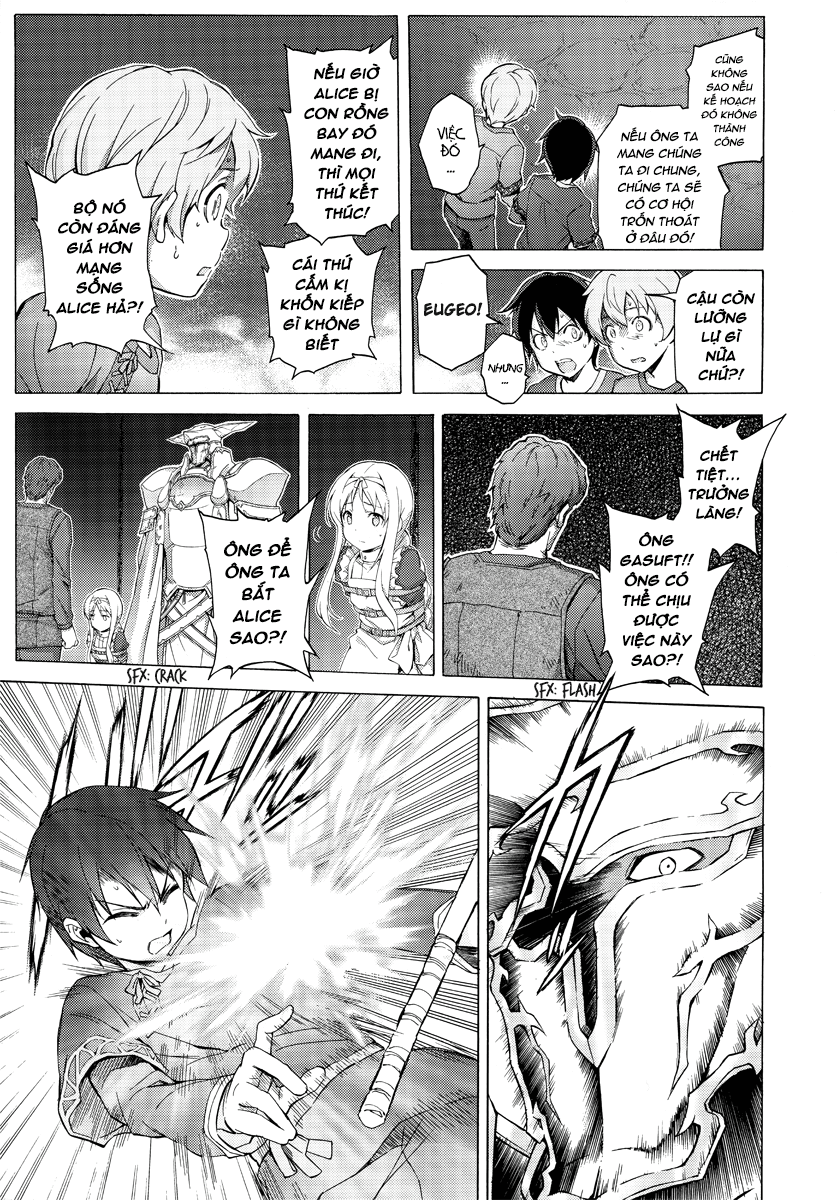 CŨNG
KHÔNG
SAO NẾU
KẾ HOẠCH
ĐÓ KHÔNG
THÀNH
CÔNG
NẾU ÔNG TA
MANG CHÚNG
TA ĐI CHUNG,
CHÚNG TA SẼ
CÓ CƠ HỘI
TRỐN THOÁT
Ở ĐÂU ĐÓ!
VIỆC
ĐÓ
...
CẬU CÒN
LƯỠNG
LỰ GÌ
NỮA
CHỨ?!
EUGEO!
NHƯNG
...
NẾU GIỜ
ALICE BỊ
CON RỒNG
BAY ĐÓ
MANG ĐI,
THÌ MỌI
THỨ KẾT
THÚC!
CÁI THỨ
CẤM KỊ
KHỐN KIẾP
GÌ KHÔNG
BIẾT
BỘ NÓ
CÒN ĐÁNG
GIÁ HƠN
MẠNG
SỐNG
ALICE HẢ?!
CHẾT
TIỆT...
TRƯỞNG
LÀNG!
ÔNG
GASUFT!!
ÔNG CÓ
THỂ CHỊU
ĐƯỢC
VIỆC NÀY
SAO?!
ÔNG ĐỂ
ÔNG TA
BẮT
ALICE
SAO?!
SFX: FLASH
SFX: CRACK